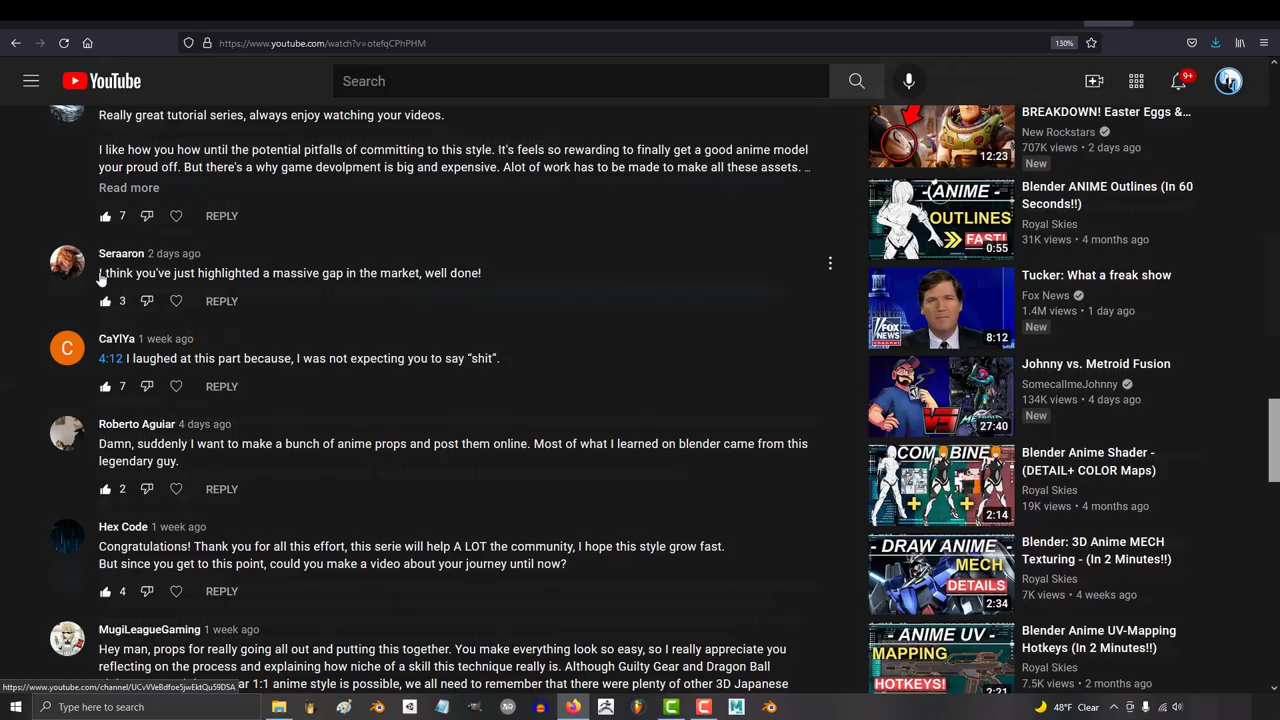 https://www.youtube.com/watch?v=otefqCPhPHM
130%
YouTube
Search
9+
Really great tutorial series, always enjoy watching your videos.
I like how you how until the potential pitfalls of committing to this style. It's feels so rewarding to finally get a good anime model
your proud off. But there's a why game devolpment is big and expensive. Alot of work has to be made to make all these assets. ...
Read more
7
REPLY
Seraaron 2 days ago
I think you've just highlighted a massive gap in the market, well done!
3
REPLY
C
CaYlYa 1 week ago
4:12 I laughed at this part because, I was not expecting you to say “shit”.
7
REPLY
Roberto Aguiar 4 days ago
Damn, suddenly I want to make a bunch of anime props and post them online. Most of what I learned on blender came from this
legendary guy.
2
REPLY
Hex Code 1 week ago
Congratulations! Thank you for all this effort, this serie will help A LOT the community, I hope this style grow fast.
But since you get to this point, could you make a video about your journey until now?
4
REPLY
MugiLeagueGaming 1 week ago
Hey man, props for really going all out and putting this together. You make everything look so easy, so I really appreciate you
reflecting on the process and explaining how niche of a skill this technique really is. Although Guilty Gear and Dragon Ball
1:1 anime style is possible, we all need to remember that there were plenty of other 3D Japanese
BREAKDOWN! Easter Eggs &...
New Rockstars
707K views • 2 days ago
New
12:23
(ANIME -
OUTLINES
FAST!
0:55
Blender ANIME Outlines (In 60
Seconds!!)
Royal Skies
31K views • 4 months ago
FOX
NEWS
8:12
Tucker: What a freak show
Fox News
1.4M views • 1 day ago
New
VS
27:40
Johnny vs. Metroid Fusion
SomecallmeJohnny
134K views • 4 days ago
New
COMBINE
2:14
Blender Anime Shader -
(DETAIL+ COLOR Maps)
Royal Skies
19K views • 4 months ago
- DRAW ANIME -
MECH
DETAILS
2:34
Blender: 3D Anime MECH
Texturing - (In 2 Minutes!!)
Royal Skies
7K views • 4 weeks ago
- ANIME UV -
MAPPING
HOTKEYS!
2:21
Blender Anime UV-Mapping
Hotkeys (In 2 Minutes!!)
Royal Skies
7.5K views • 2 months ago
https://www.youtube.com/channel/UCvVVeBdfoe5jwEktQu59DSA
Type here to search
48°F Clear